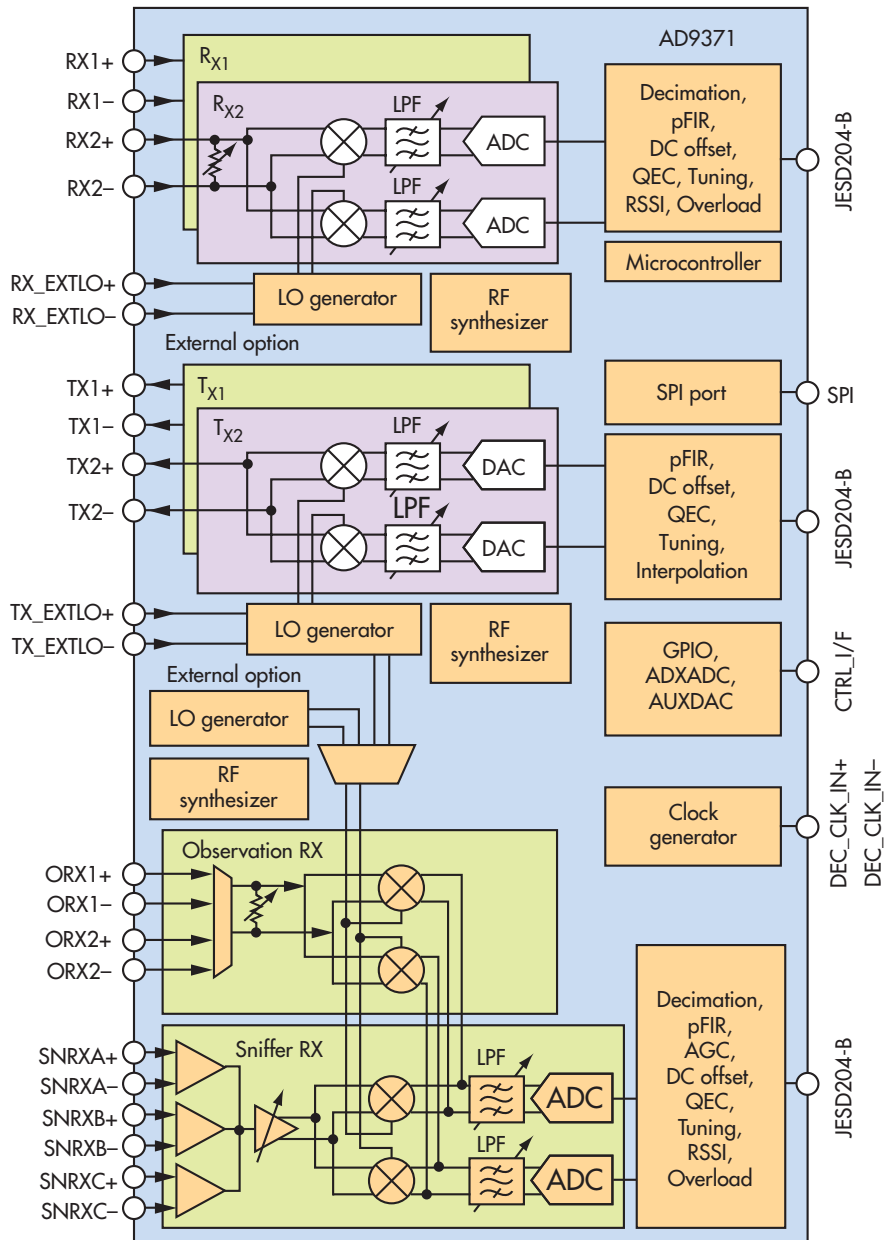 AD9371
RX1+
RX1–
RX2+
RX2–
RX1
RX2
LPF
ADC
LPF
ADC
Decimation,
pFIR,
DC offset,
QEC, Tuning,
RSSI, Overload
JESD204-B
Microcontroller
RX_EXTLO+
RX_EXTLO–
LO generator
RF
synthesizer
External option
TX1+
TX1–
TX2+
TX2–
TX1
TX2
LPF
DAC
LPF
DAC
SPI port
SPI
pFIR,
DC offset,
QEC,
Tuning,
Interpolation
JESD204-B
TX_EXTLO+
TX_EXTLO–
LO generator
RF
synthesizer
External option
GPIO,
ADXADC,
AUXDAC
CTRL_I/F
LO generator
RF
synthesizer
Clock
generator
DEC_CLK_IN+
DEC_CLK_IN–
Observation RX
ORX1+
ORX1–
ORX2+
ORX2–
Sniffer RX
SNRXA+
SNRXA–
SNRXB+
SNRXB–
SNRXC+
SNRXC–
LPF
ADC
LPF
ADC
Decimation,
pFIR,
AGC,
DC offset,
QEC,
Tuning,
RSSI,
Overload
JESD204-B